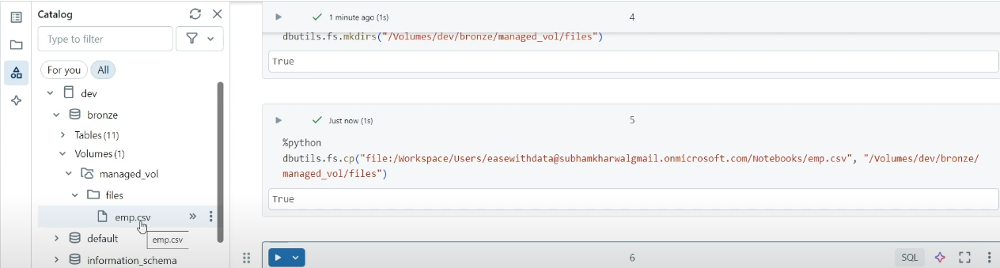 Catalog
Type to filter
For you
All
dev
bronze
Tables (11)
Volumes (1)
managed_vol
files
emp.csv
emp.csv
default
information_schema
1 minute ago (1s)
4
dbutils.fs.mkdirs("/Volumes/dev/bronze/managed_vol/files")
True
Just now (1s)
5
%python
dbutils.fs.cp("file:/Workspace/Users/easewithdata@subhamkharwalgmail.onmicrosoft.com/Notebooks/emp.csv", "/Volumes/dev/bronze/
managed_vol/files")
True
6
SQL